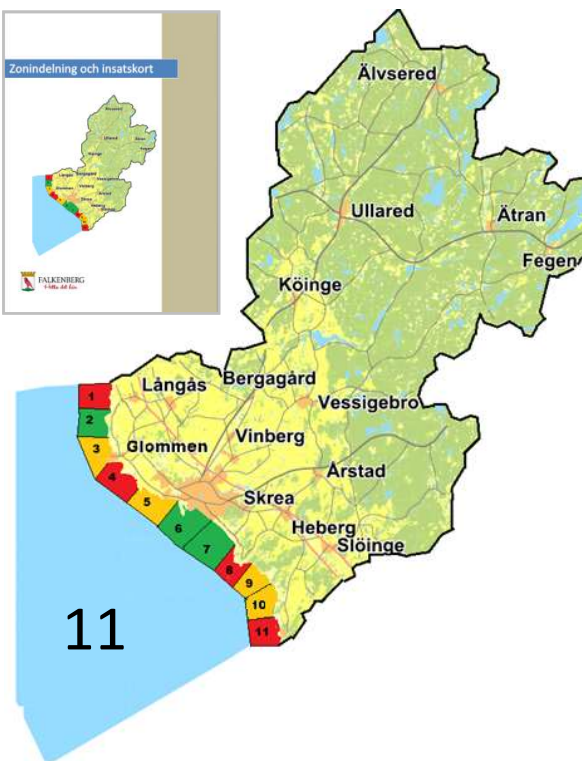 Zonindelning och insatskort
FALKENBERG
Älvsered
Ullared
Ätran
Fegen
Köinge
Långås
Bergagård
Vessigebro
Glommen
Vinberg
Årstad
Skrea
Heberg
Slöinge
1
2
3
4
5
6
7
8
9
10
11
11